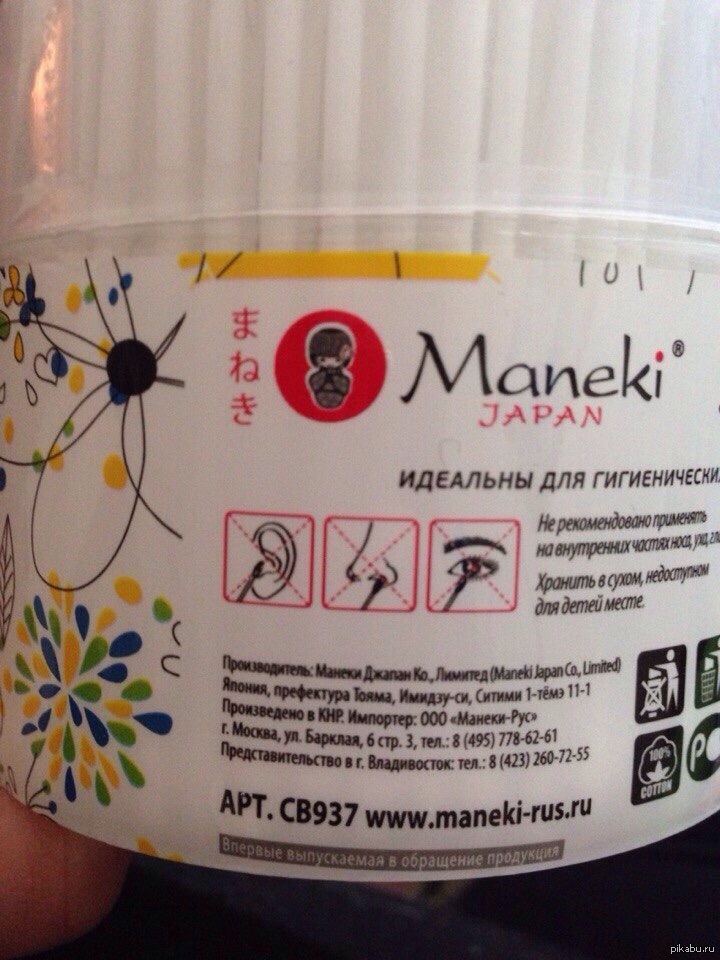 まねき
Maneki®
JAPAN
ИДЕАЛЬНЫ ДЛЯ ГИГИЕНИЧЕСКИ
Не рекомендовано применять
на внутренних частях носа, уха,
Хранить в сухом, недоступном
для детей месте.
Производитель: Манеки Джапан Ко., Лимитед (Maneki Japan Co., Limited)
Япония, префектура Тояма, Имидзу-си, Ситими 1-тёмэ 11-1
Произведено в КНР. Импортер: ООО «Манеки-Рус»
г. Москва, ул. Барклая, 6 стр. 3, тел.: 8 (495) 778-62-61
Представительство в г. Владивосток: тел.: 8 (423) 260-72-55
100%
COTTON
АРТ. CB937 www.maneki-rus.ru
Впервые выпускаемая в обращение продукция
pikabu.ru